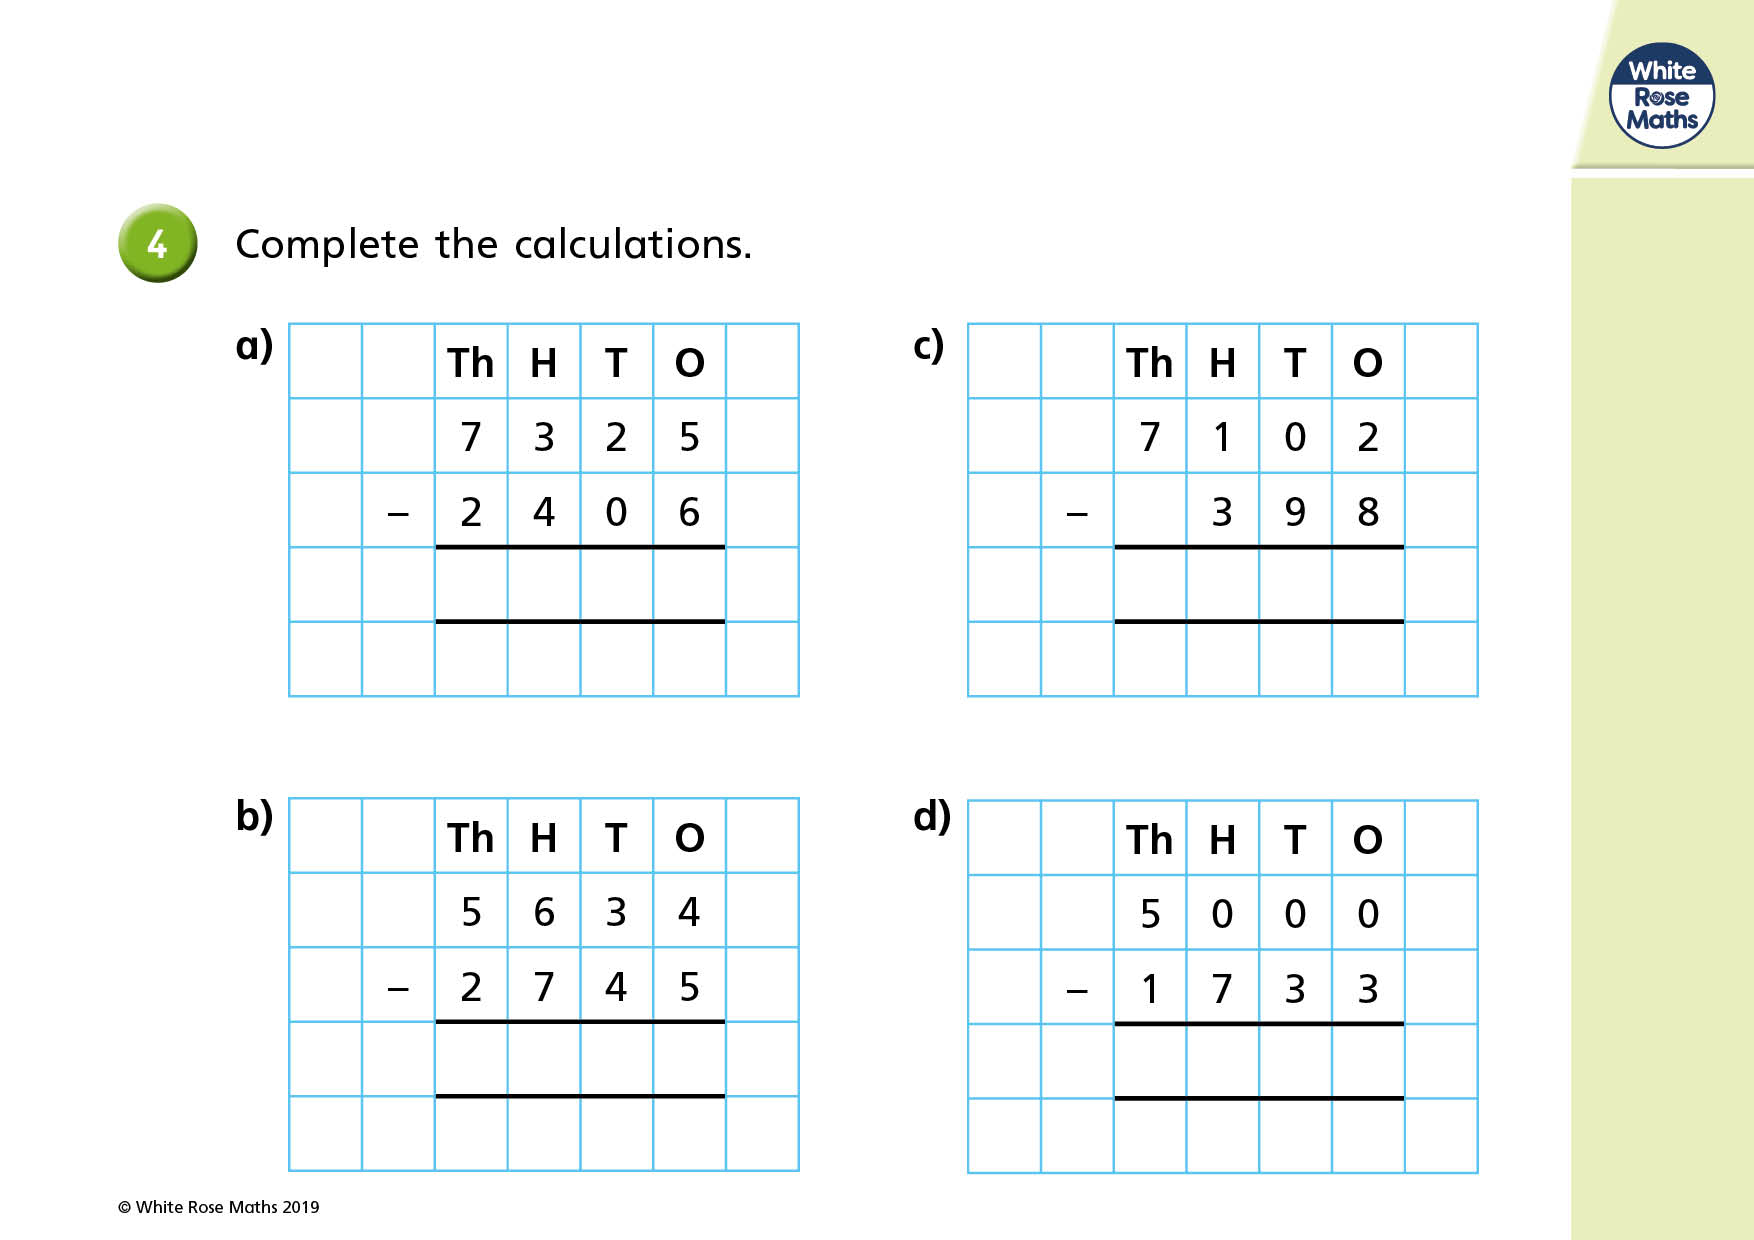 White
Rose
Maths
4 Complete the calculations.
a)
Th H T O
7 3 2 5
– 2 4 0 6
b)
Th H T O
5 6 3 4
– 2 7 4 5
c)
Th H T O
7 1 0 2
– 3 9 8
d)
Th H T O
5 0 0 0
– 1 7 3 3
© White Rose Maths 2019